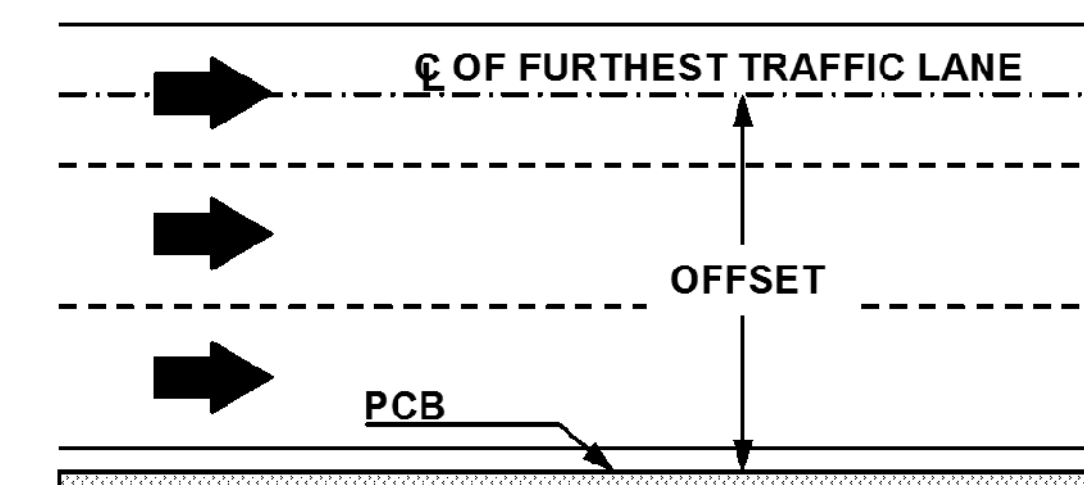 ℄ OF FURTHEST TRAFFIC LANE
OFFSET
PCB